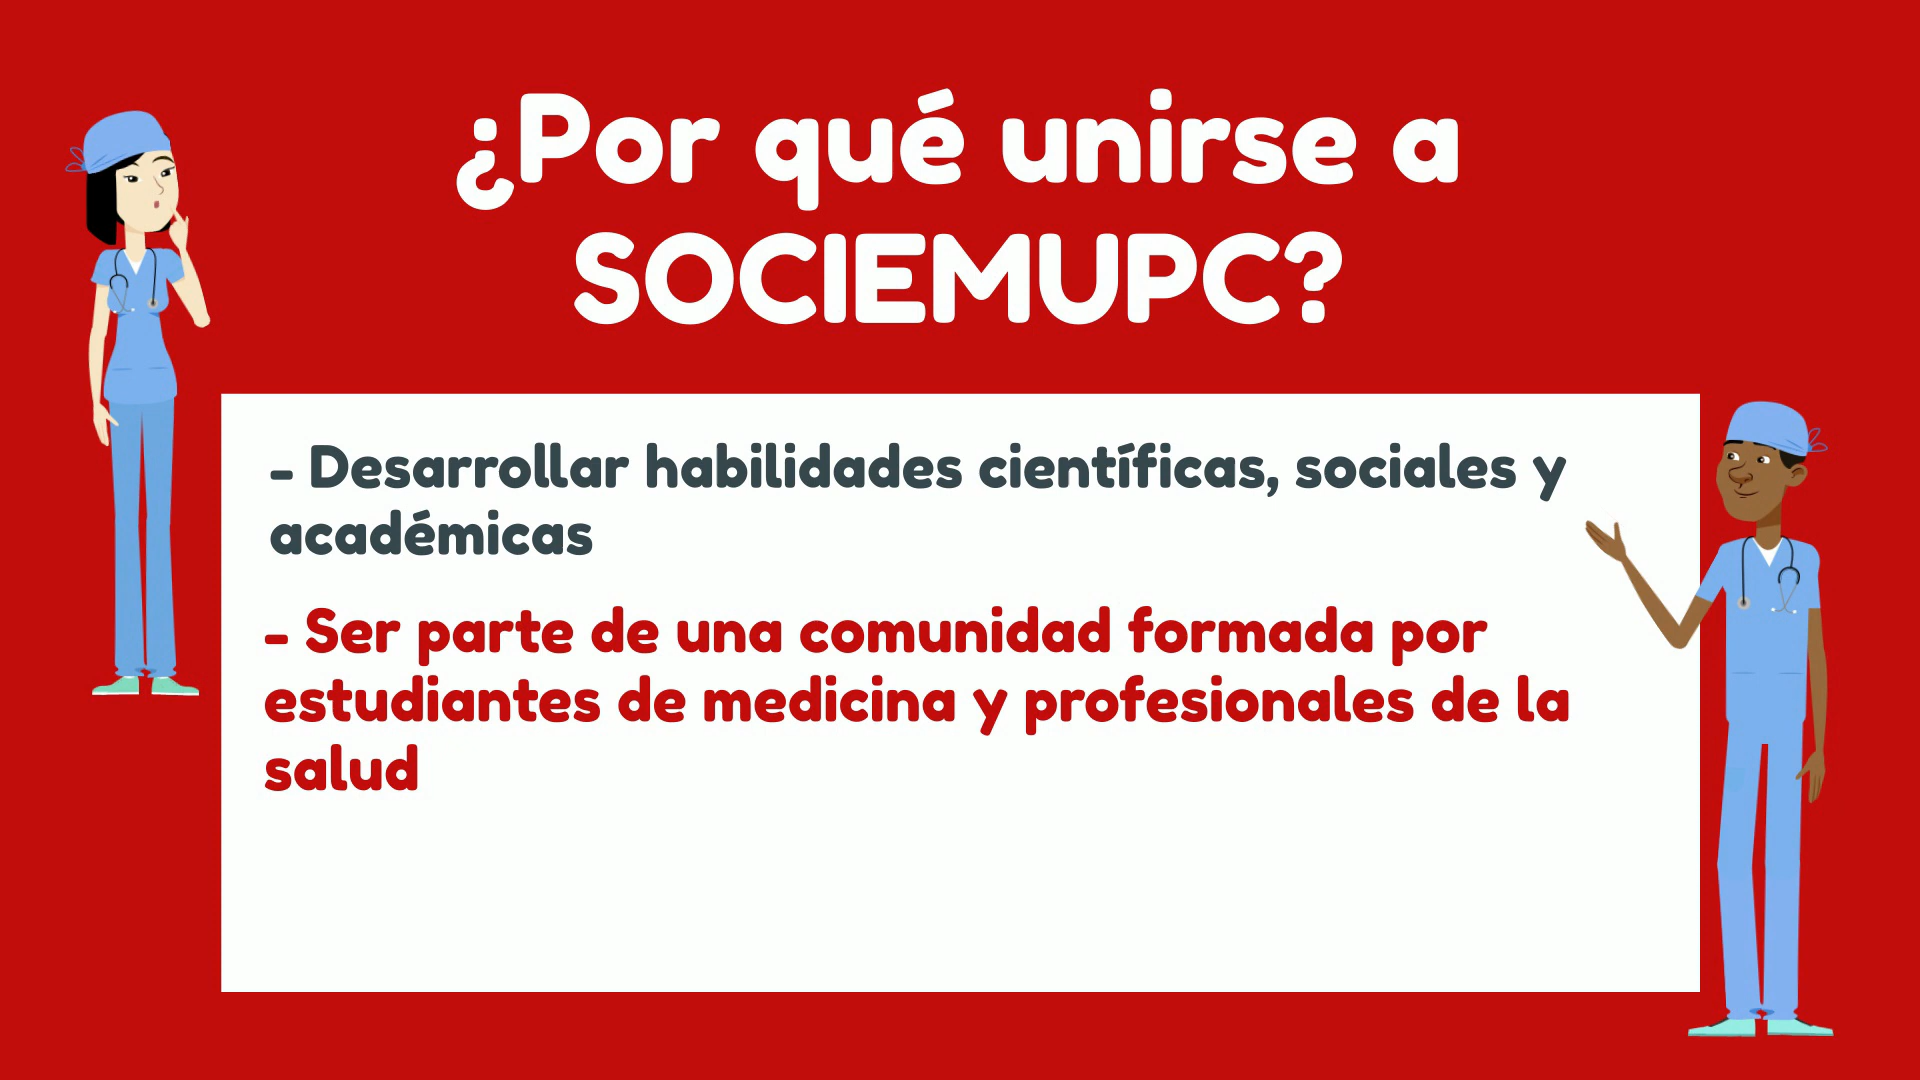 ¿Por qué unirse a
SOCIEMUPC?
- Desarrollar habilidades científicas, sociales y
académicas
- Ser parte de una comunidad formada por
estudiantes de medicina y profesionales de la
salud